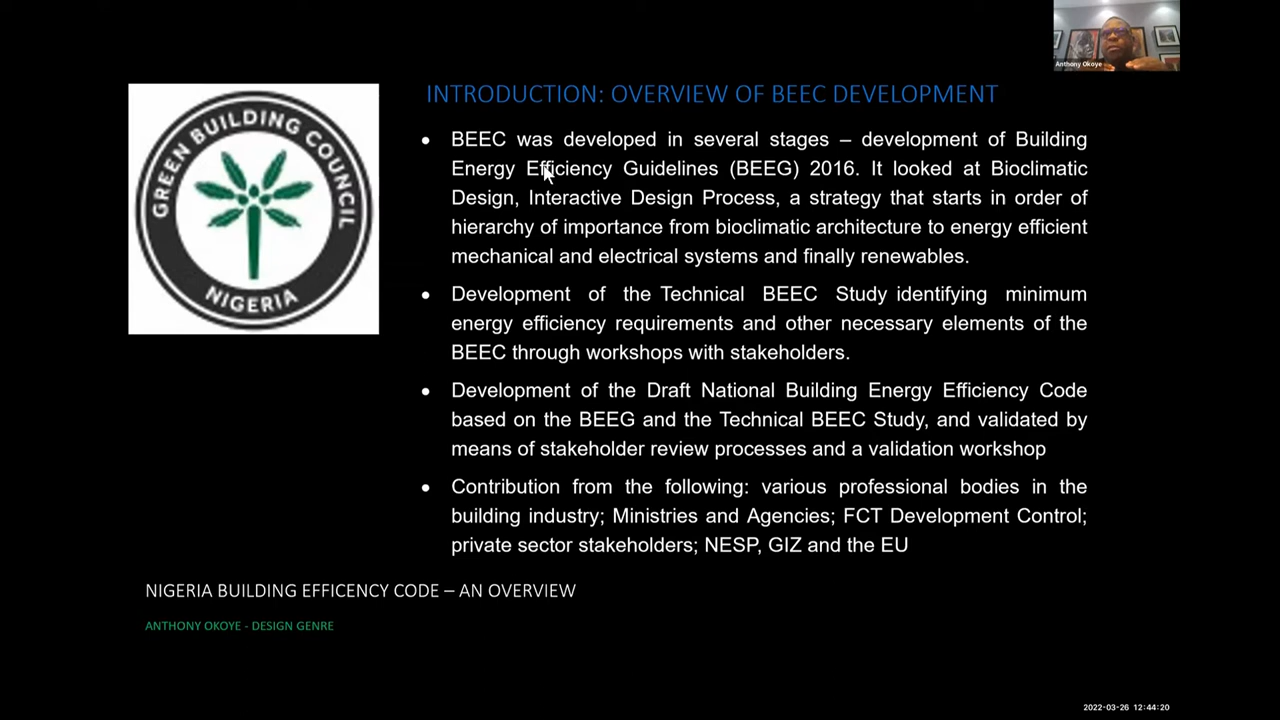 Anthony Okoye
GREEN BUILDING COUNCIL
NIGERIA
INTRODUCTION: OVERVIEW OF BEEC DEVELOPMENT
• BEEC was developed in several stages – development of Building
Energy Efficiency Guidelines (BEEG) 2016. It looked at Bioclimatic
Design, Interactive Design Process, a strategy that starts in order of
hierarchy of importance from bioclimatic architecture to energy efficient
mechanical and electrical systems and finally renewables.
• Development of the Technical BEEC Study identifying minimum
energy efficiency requirements and other necessary elements of the
BEEC through workshops with stakeholders.
• Development of the Draft National Building Energy Efficiency Code
based on the BEEG and the Technical BEEC Study, and validated by
means of stakeholder review processes and a validation workshop
• Contribution from the following: various professional bodies in the
building industry; Ministries and Agencies; FCT Development Control;
private sector stakeholders; NESP, GIZ and the EU
NIGERIA BUILDING EFFICENCY CODE – AN OVERVIEW
ANTHONY OKOYE - DESIGN GENRE
2022-03-26 12:44:20